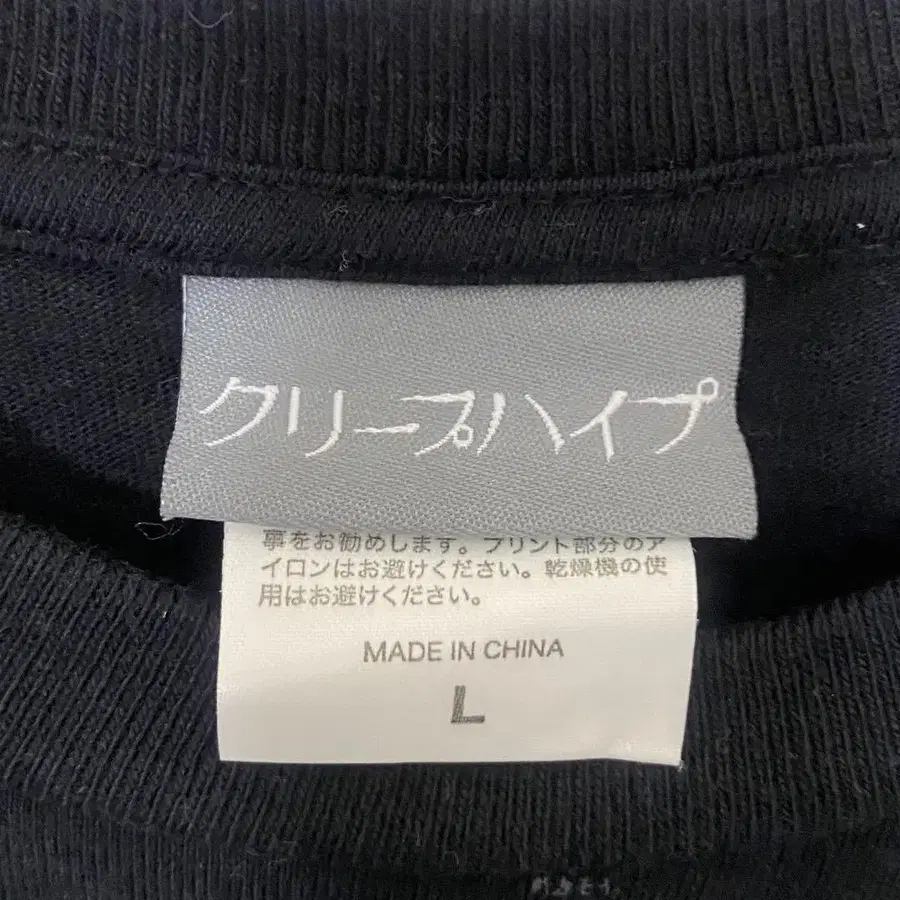 クリープハイプ
事をお勧めします。プリント部分のア
イロンはお避けください。乾燥機の使
用はお避けください。
MADE IN CHINA
L